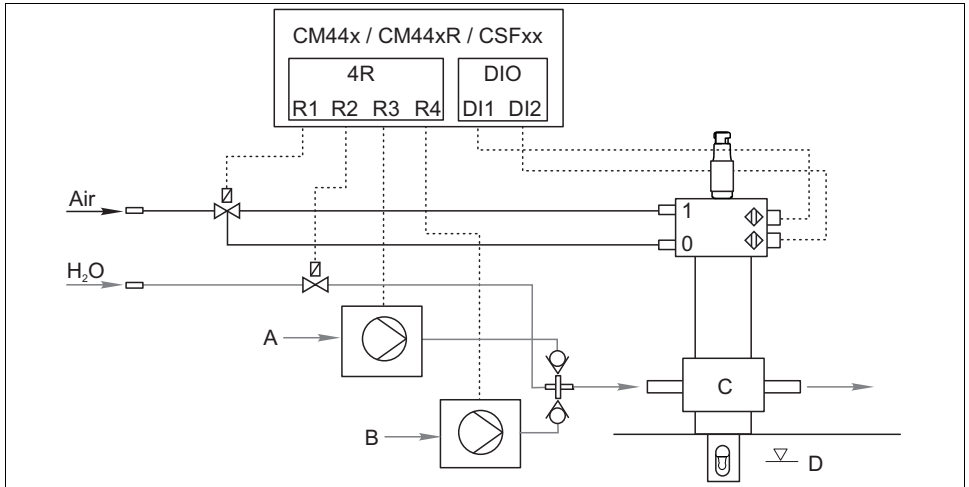 CM44x / CM44xR / CSFxx
4R DIO
R1 R2 R3 R4 DI1 DI2
Air
1
0
H₂O
A
C
B
D